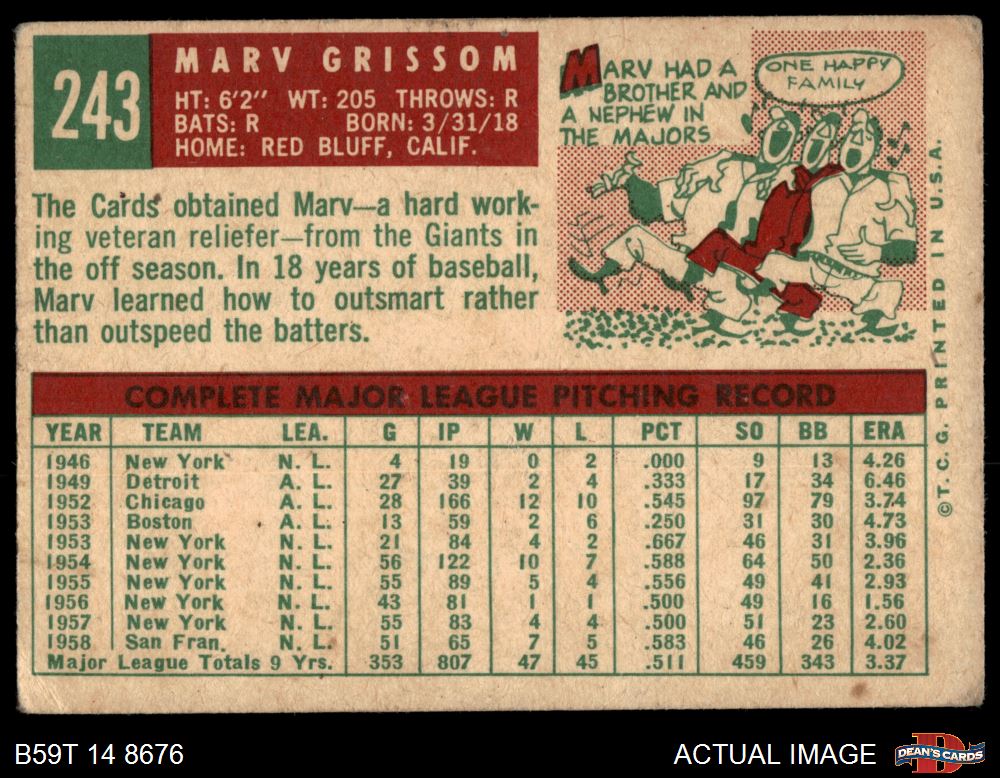 243
MARV GRISSOM
HT: 6'2" WT: 205 THROWS: R
BATS: R BORN: 3/31/18
HOME: RED BLUFF, CALIF.
The Cards obtained Marv—a hard work-
ing veteran reliefer—from the Giants in
the off season. In 18 years of baseball,
Marv learned how to outsmart rather
than outspeed the batters.
MARV HAD A
BROTHER AND
A NEPHEW IN
THE MAJORS
ONE HAPPY
FAMILY
COMPLETE MAJOR LEAGUE PITCHING RECORD
YEAR TEAM LEA. G IP W L PCT SO BB ERA
1946 New York N. L. 4 19 0 2 .000 9 13 4.26
1949 Detroit A. L. 27 39 2 4 .333 17 34 6.46
1952 Chicago A. L. 28 166 12 10 .545 97 79 3.74
1953 Boston A. L. 13 59 2 6 .250 31 30 4.73
1953 New York N. L. 21 84 4 2 .667 46 31 3.96
1954 New York N. L. 56 122 10 7 .588 64 50 2.36
1955 New York N. L. 55 89 5 4 .556 49 41 2.93
1956 New York N. L. 43 81 1 1 .500 49 16 1.56
1957 New York N. L. 55 83 4 4 .500 51 23 2.60
1958 San Fran. N. L. 51 65 7 5 .583 46 26 4.02
Major League Totals 9 Yrs. 353 807 47 45 .511 459 343 3.37
©T. C. G. PRINTED IN U.S.A.
B59T 14 8676
ACTUAL IMAGE
DEAN'S CARDS